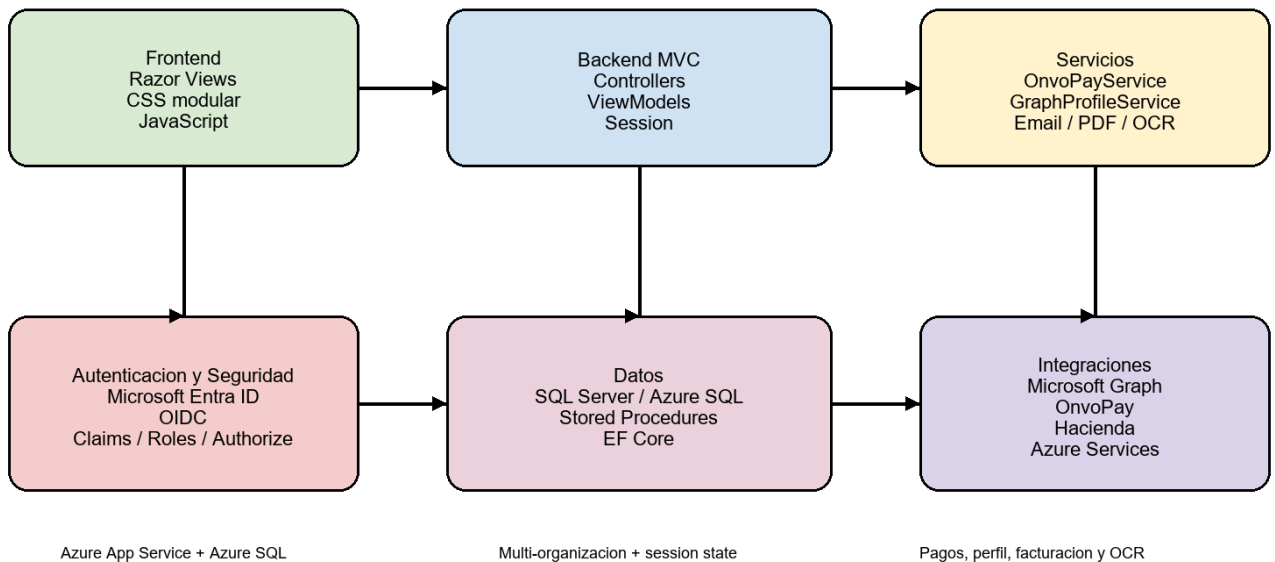 Frontend
Razor Views
CSS modular
JavaScript
Backend MVC
Controllers
ViewModels
Session
Servicios
OnvoPayService
GraphProfileService
Email / PDF / OCR
Autenticacion y Seguridad
Microsoft Entra ID
OIDC
Claims / Roles / Authorize
Datos
SQL Server / Azure SQL
Stored Procedures
EF Core
Integraciones
Microsoft Graph
OnvoPay
Hacienda
Azure Services
Azure App Service + Azure SQL
Multi-organizacion + session state
Pagos, perfil, facturacion y OCR